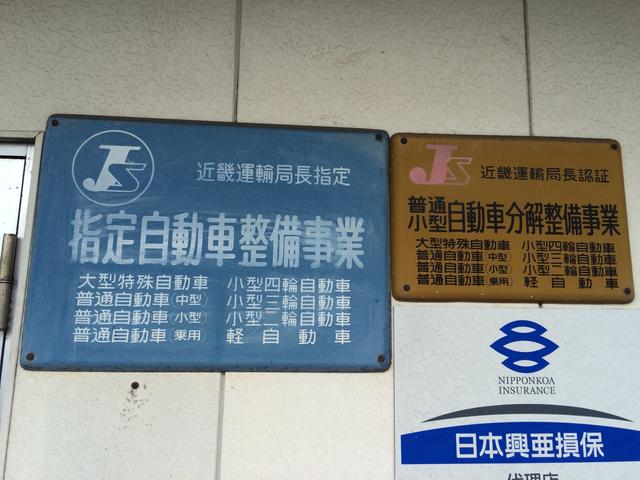 JS
近畿運輸局長指定
指定自動車整備事業
大型特殊自動車 小型四輪自動車
普通自動車(中型) 小型三輪自動車
普通自動車(小型) 小型二輪自動車
普通自動車(乗用) 軽自動車
JS
近畿運輸局長認証
普通
小型自動車分解整備事業
大型特殊自動車 小型四輪自動車
普通自動車(中型) 小型三輪自動車
普通自動車(小型) 小型二輪自動車
普通自動車(乗用) 軽自動車
NIPPONKOA
INSURANCE
日本興亜損保
代理店